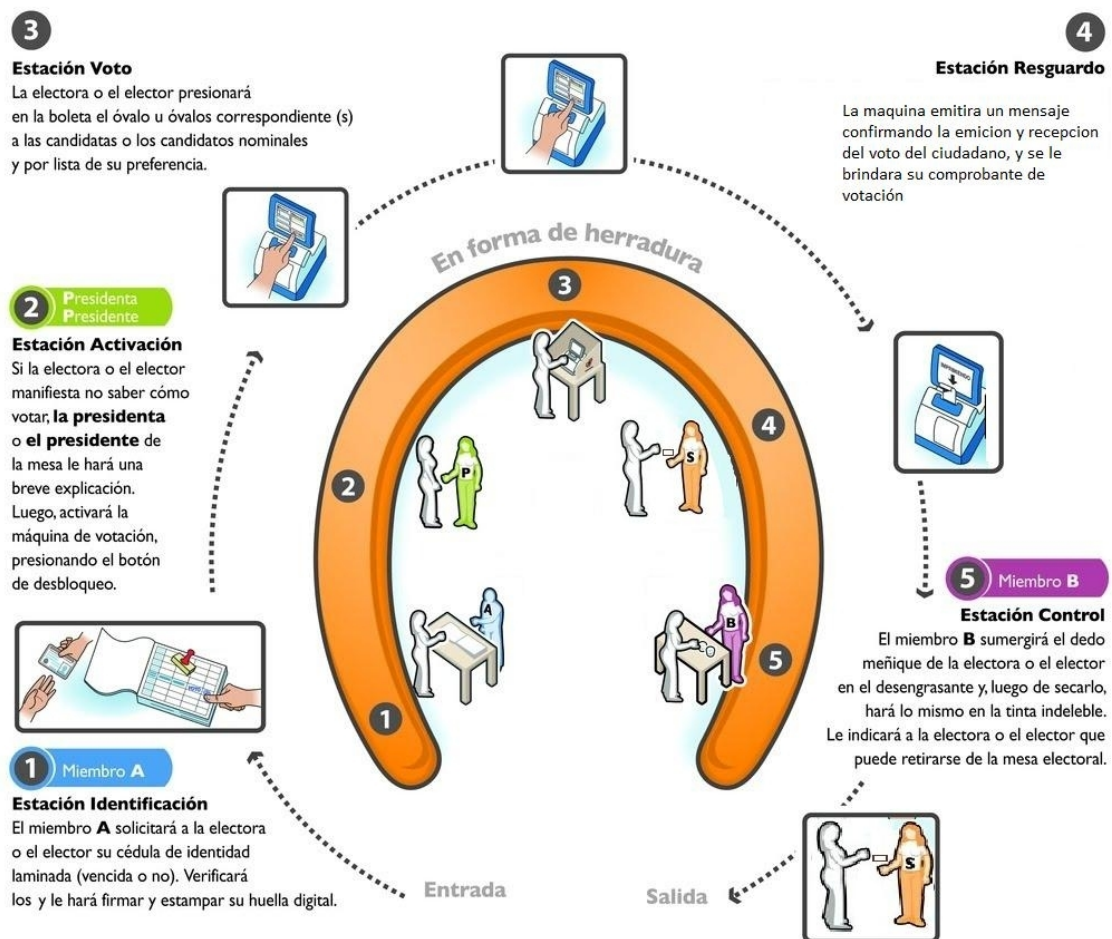 3
Estación Voto
La electora o el elector presionará
en la boleta el óvalo u óvalos correspondiente (s)
a las candidatas o los candidatos nominales
y por lista de su preferencia.
4
Estación Resguardo
La maquina emitira un mensaje
confirmando la emicion y recepcion
del voto del ciudadano, y se le
brindara su comprobante de
votación
2 Presidenta
Presidente
Estación Activación
Si la electora o el elector
manifiesta no saber cómo
votar, la presidenta
o el presidente de
la mesa le hará una
breve explicación.
Luego, activará la
máquina de votación,
presionando el botón
de desbloqueo.
En forma de herradura
3
4
2
P
S
A
B
5
1
5 Miembro B
Estación Control
El miembro B sumergirá el dedo
meñique de la electora o el elector
en el desengrasante y, luego de secarlo,
hará lo mismo en la tinta indeleble.
Le indicará a la electora o el elector que
puede retirarse de la mesa electoral.
1 Miembro A
Estación Identificación
El miembro A solicitará a la electora
o el elector su cédula de identidad
laminada (vencida o no). Verificará
los y le hará firmar y estampar su huella digital.
Entrada
Salida
S